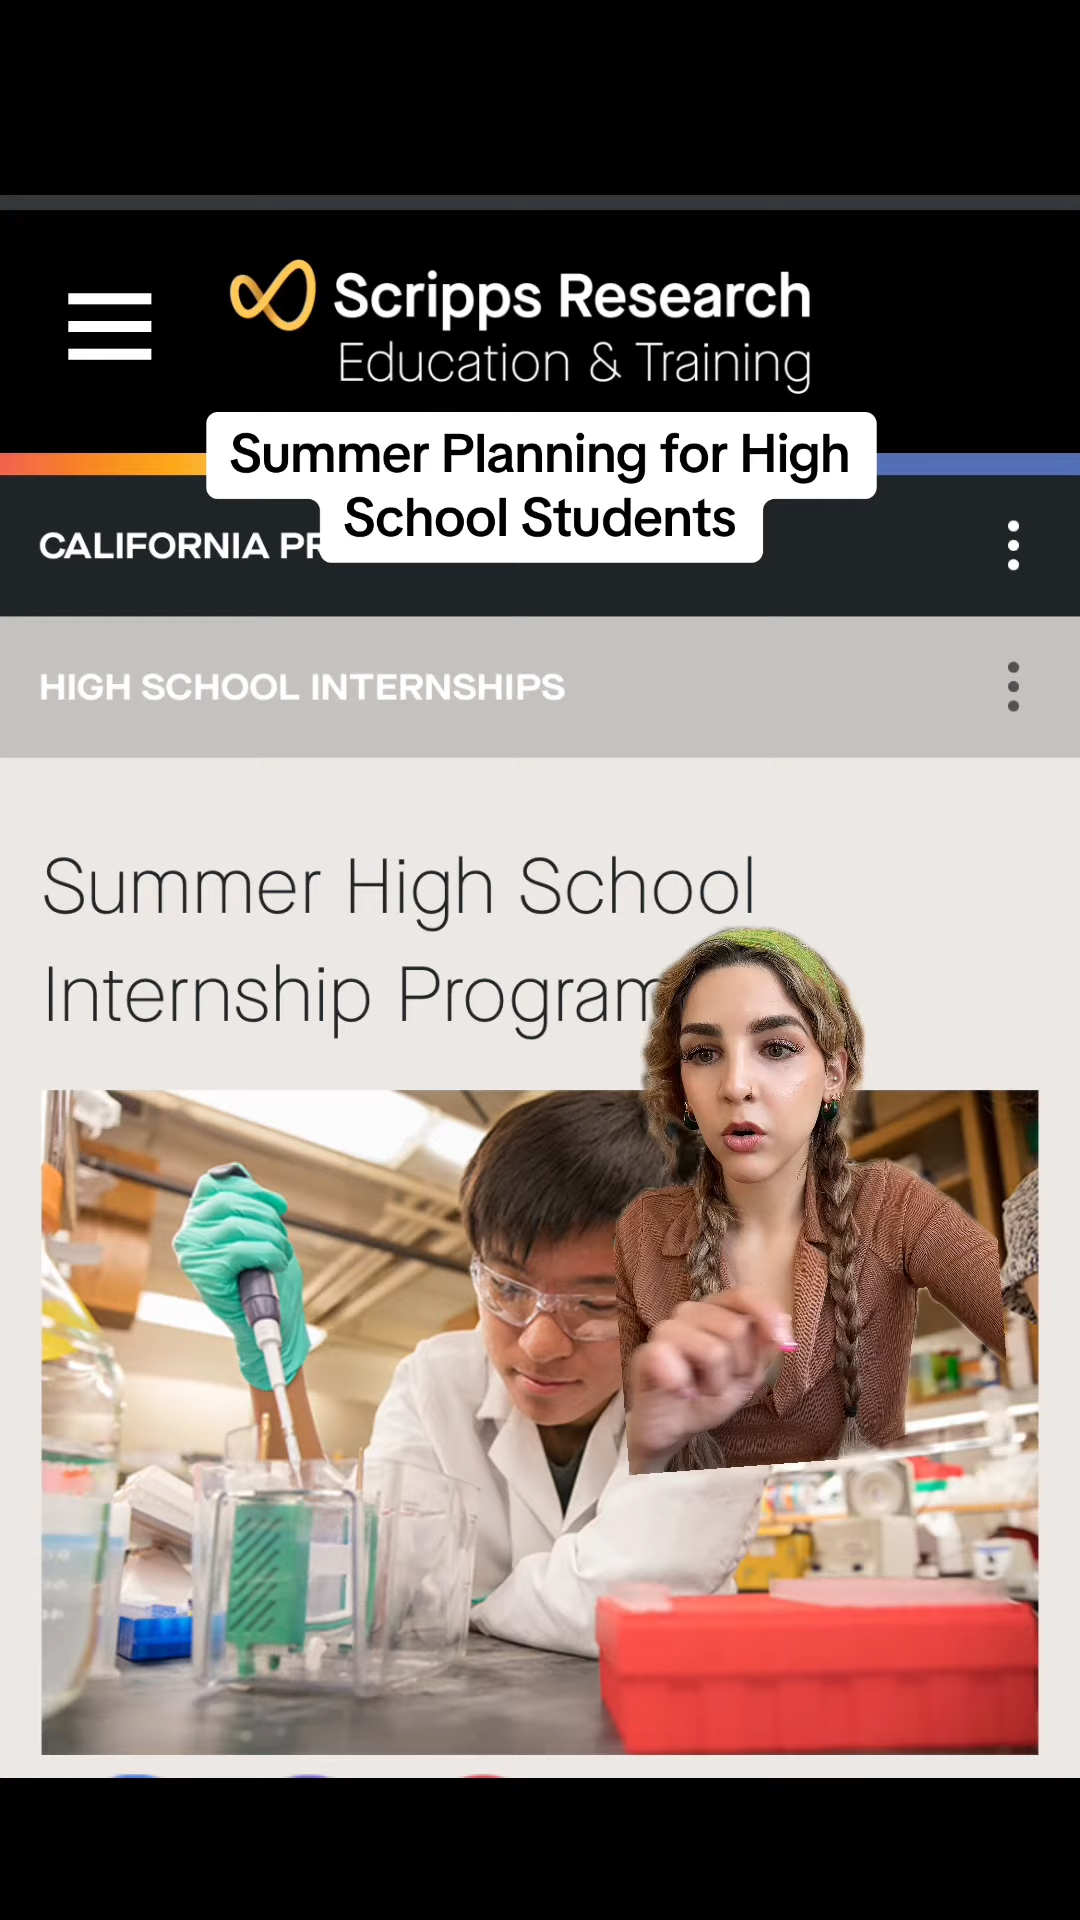 Scripps Research
Education & Training
Summer Planning for High
School Students
CALIFORNIA
HIGH SCHOOL INTERNSHIPS
Summer High School
Internship Program